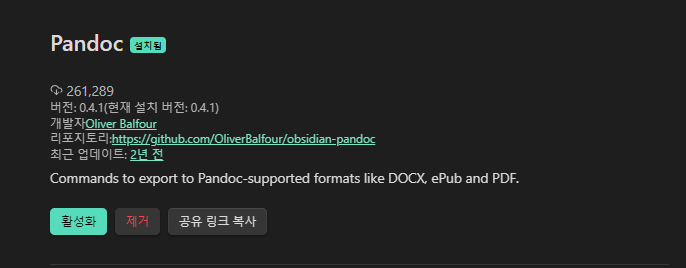 Pandoc 설치됨
261,289
버전: 0.4.1(현재 설치 버전: 0.4.1)
개발자Oliver Balfour
리포지토리:https://github.com/OliverBalfour/obsidian-pandoc
최근 업데이트: 2년 전
Commands to export to Pandoc-supported formats like DOCX, ePub and PDF.
활성화 제거 공유 링크 복사